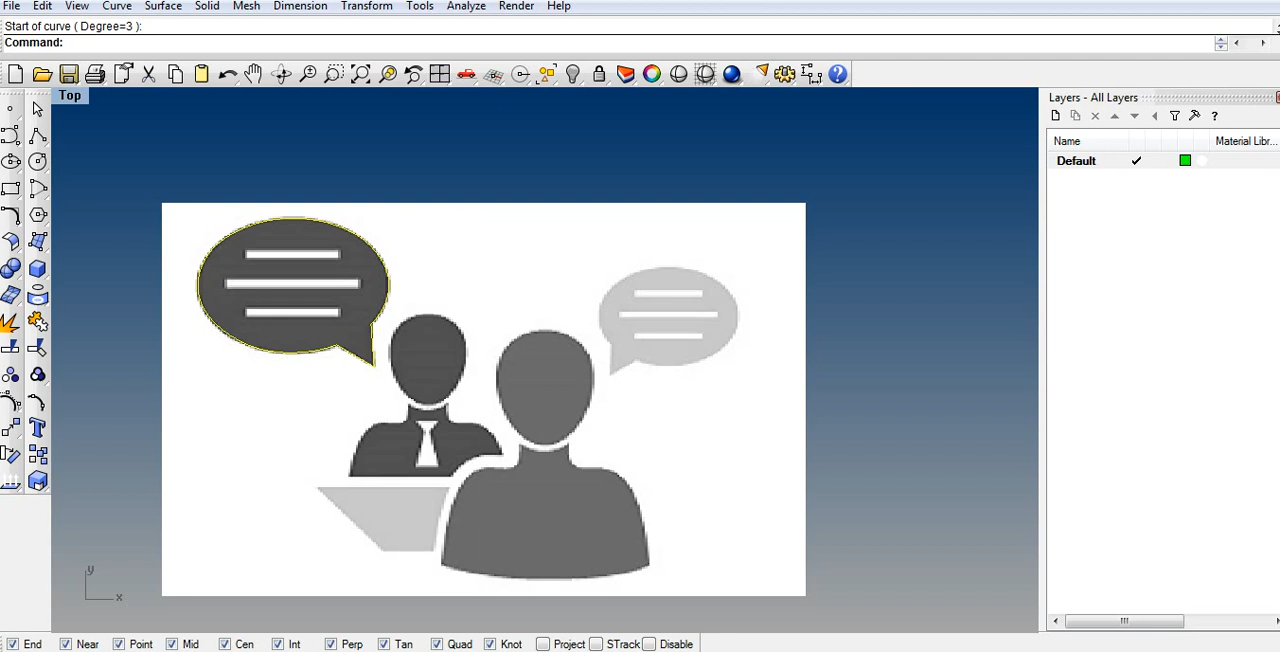 File Edit View Curve Surface Solid Mesh Dimension Transform Tools Analyze Render Help
Start of curve ( Degree=3 ):
Command:
Top
Layers - All Layers
Name Material Libr...
Default
y
x
End Near Point Mid Cen Int Perp Tan Quad Knot Project STrack Disable